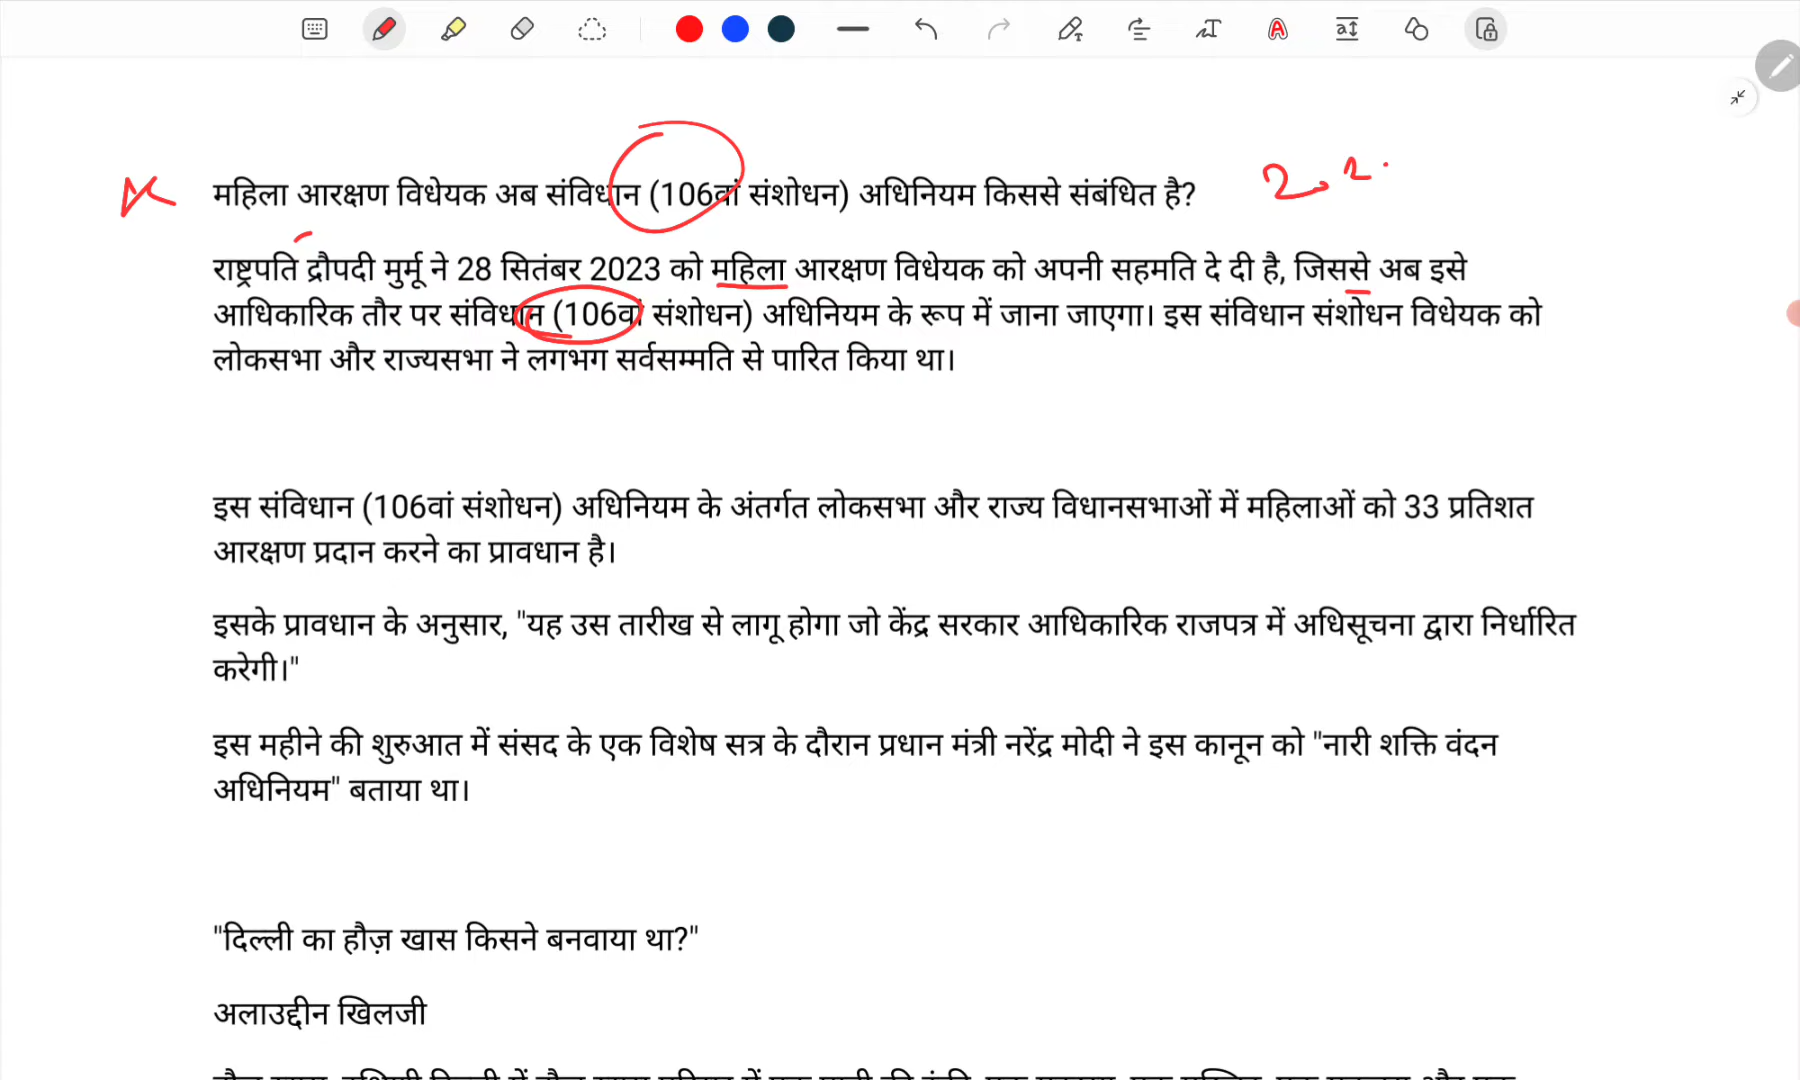 महिला आरक्षण विधेयक अब संविधान (106वां संशोधन) अधिनियम किससे संबंधित है?
राष्ट्रपति द्रौपदी मुर्मू ने 28 सितंबर 2023 को महिला आरक्षण विधेयक को अपनी सहमति दे दी है, जिससे अब इसे
आधिकारिक तौर पर संविधान (106वां संशोधन) अधिनियम के रूप में जाना जाएगा। इस संविधान संशोधन विधेयक को
लोकसभा और राज्यसभा ने लगभग सर्वसम्मति से पारित किया था।
इस संविधान (106वां संशोधन) अधिनियम के अंतर्गत लोकसभा और राज्य विधानसभाओं में महिलाओं को 33 प्रतिशत
आरक्षण प्रदान करने का प्रावधान है।
इसके प्रावधान के अनुसार, "यह उस तारीख से लागू होगा जो केंद्र सरकार आधिकारिक राजपत्र में अधिसूचना द्वारा निर्धारित
करेगी।"
इस महीने की शुरुआत में संसद के एक विशेष सत्र के दौरान प्रधान मंत्री नरेंद्र मोदी ने इस कानून को "नारी शक्ति वंदन
अधिनियम" बताया था।
"दिल्ली का हौज़ खास किसने बनवाया था?"
अलाउद्दीन खिलजी